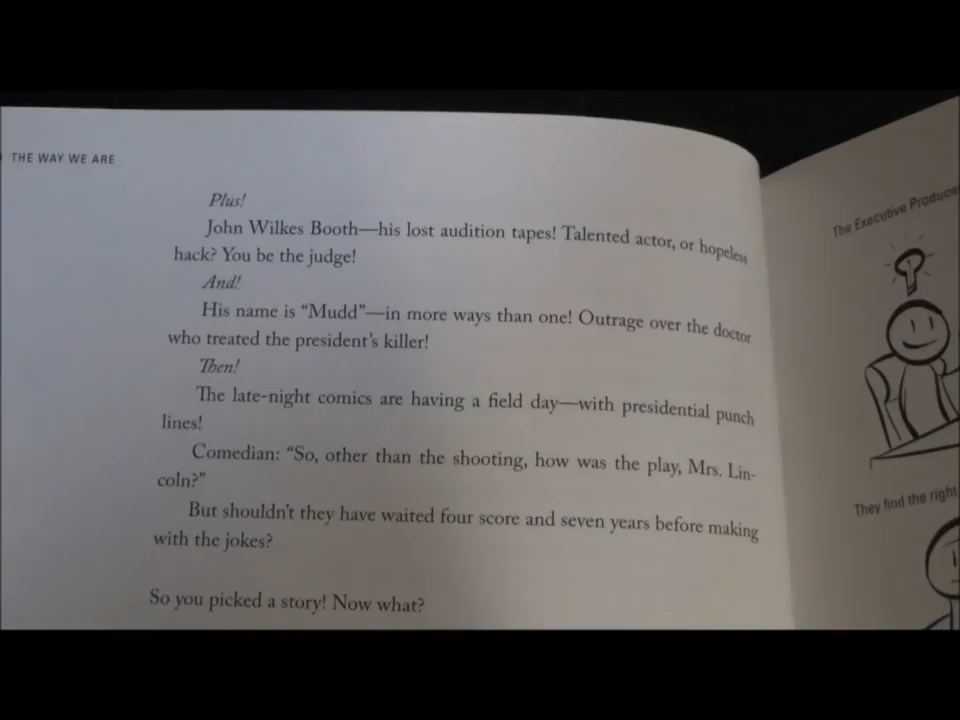 THE WAY WE ARE
Plus!
John Wilkes Booth—his lost audition tapes! Talented actor, or hopeless
hack? You be the judge!
And!
His name is “Mudd”—in more ways than one! Outrage over the doctor
who treated the president’s killer!
Then!
The late-night comics are having a field day—with presidential punch
lines!
Comedian: “So, other than the shooting, how was the play, Mrs. Lin-
coln?”
But shouldn’t they have waited four score and seven years before making
with the jokes?
So you picked a story! Now what?
The Executive Produce
They find the right